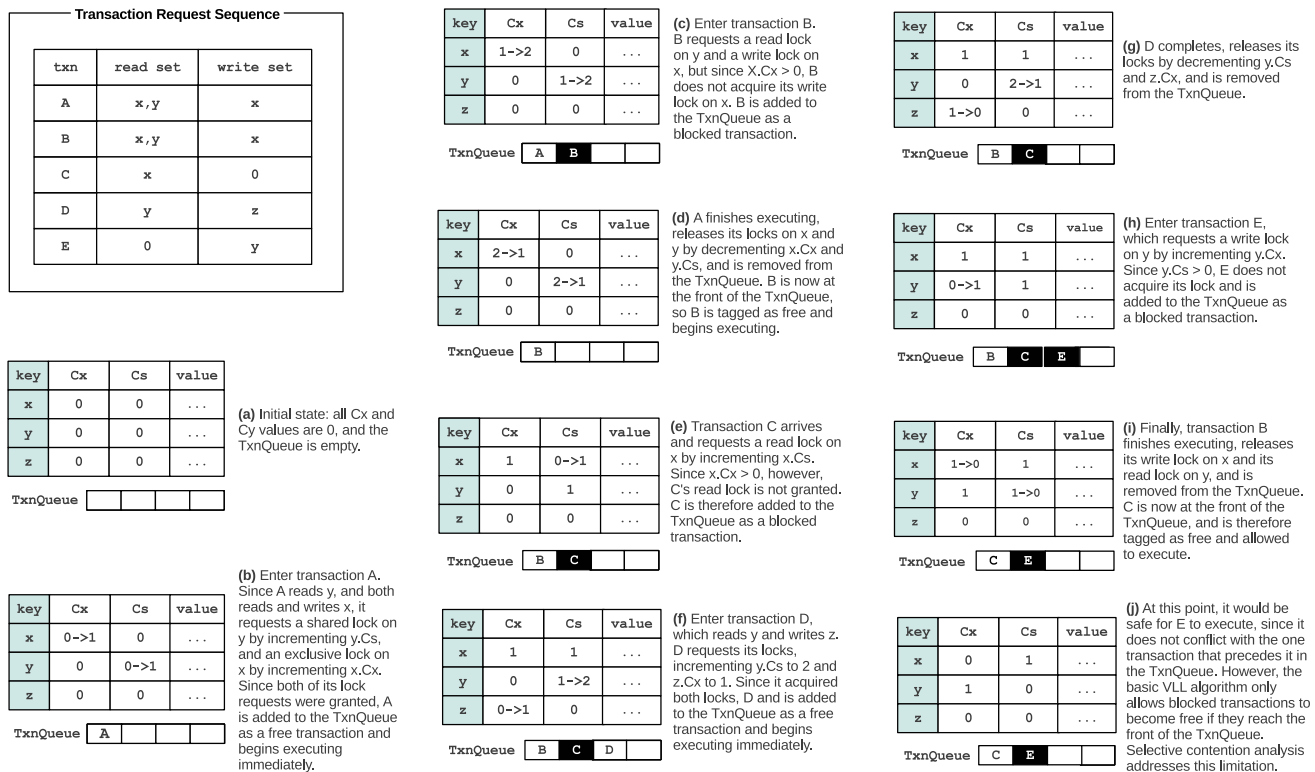 Transaction Request Sequence
txn read set write set
A x,y x
B x,y x
C x 0
D y z
E 0 y
key Cx Cs value
x 0 0 ...
y 0 0 ...
z 0 0 ...
TxnQueue
(a) Initial state: all Cx and
Cy values are 0, and the
TxnQueue is empty.
key Cx Cs value
x 0->1 0 ...
y 0 0->1 ...
z 0 0 ...
TxnQueue A
(b) Enter transaction A.
Since A reads y, and both
reads and writes x, it
requests a shared lock on
y by incrementing y.Cs,
and an exclusive lock on
x by incrementing x.Cx.
Since both of its lock
requests were granted, A
is added to the TxnQueue
as a free transaction and
begins executing
immediately.
key Cx Cs value
x 1->2 0 ...
y 0 1->2 ...
z 0 0 ...
TxnQueue A B
(c) Enter transaction B.
B requests a read lock
on y and a write lock on
x, but since X.Cx > 0, B
does not acquire its write
lock on x. B is added to
the TxnQueue as a
blocked transaction.
key Cx Cs value
x 2->1 0 ...
y 0 2->1 ...
z 0 0 ...
TxnQueue B
(d) A finishes executing,
releases its locks on x and
y by decrementing x.Cx and
y.Cs, and is removed from
the TxnQueue. B is now at
the front of the TxnQueue,
so B is tagged as free and
begins executing.
key Cx Cs value
x 1 0->1 ...
y 0 1 ...
z 0 0 ...
TxnQueue B C
(e) Transaction C arrives
and requests a read lock on
x by incrementing x.Cs.
Since x.Cx > 0, however,
C's read lock is not granted.
C is therefore added to the
TxnQueue as a blocked
transaction.
key Cx Cs value
x 1 1 ...
y 0 1->2 ...
z 0->1 0 ...
TxnQueue B C D
(f) Enter transaction D,
which reads y and writes z.
D requests its locks,
incrementing y.Cs to 2 and
z.Cx to 1. Since it acquired
both locks, D and is added
to the TxnQueue as a free
transaction and begins
executing immediately.
key Cx Cs value
x 1 1 ...
y 0 2->1 ...
z 1->0 0 ...
TxnQueue B C
(g) D completes, releases its
locks by decrementing y.Cs
and z.Cx, and is removed
from the TxnQueue.
key Cx Cs value
x 1 1 ...
y 0->1 1 ...
z 0 0 ...
TxnQueue B C E
(h) Enter transaction E,
which requests a write lock
on y by incrementing y.Cx.
Since y.Cs > 0, E does not
acquire its lock and is
added to the TxnQueue as
a blocked transaction.
key Cx Cs value
x 1->0 1 ...
y 1 1->0 ...
z 0 0 ...
TxnQueue C E
(i) Finally, transaction B
finishes executing, releases
its write lock on x and its
read lock on y, and is
removed from the TxnQueue.
C is now at the front of the
TxnQueue, and is therefore
tagged as free and allowed
to execute.
key Cx Cs value
x 0 1 ...
y 1 0 ...
z 0 0 ...
TxnQueue C E
(j) At this point, it would be
safe for E to execute, since it
does not conflict with the one
transaction that precedes it in
the TxnQueue. However, the
basic VLL algorithm only
allows blocked transactions to
become free if they reach the
front of the TxnQueue.
Selective contention analysis
addresses this limitation.